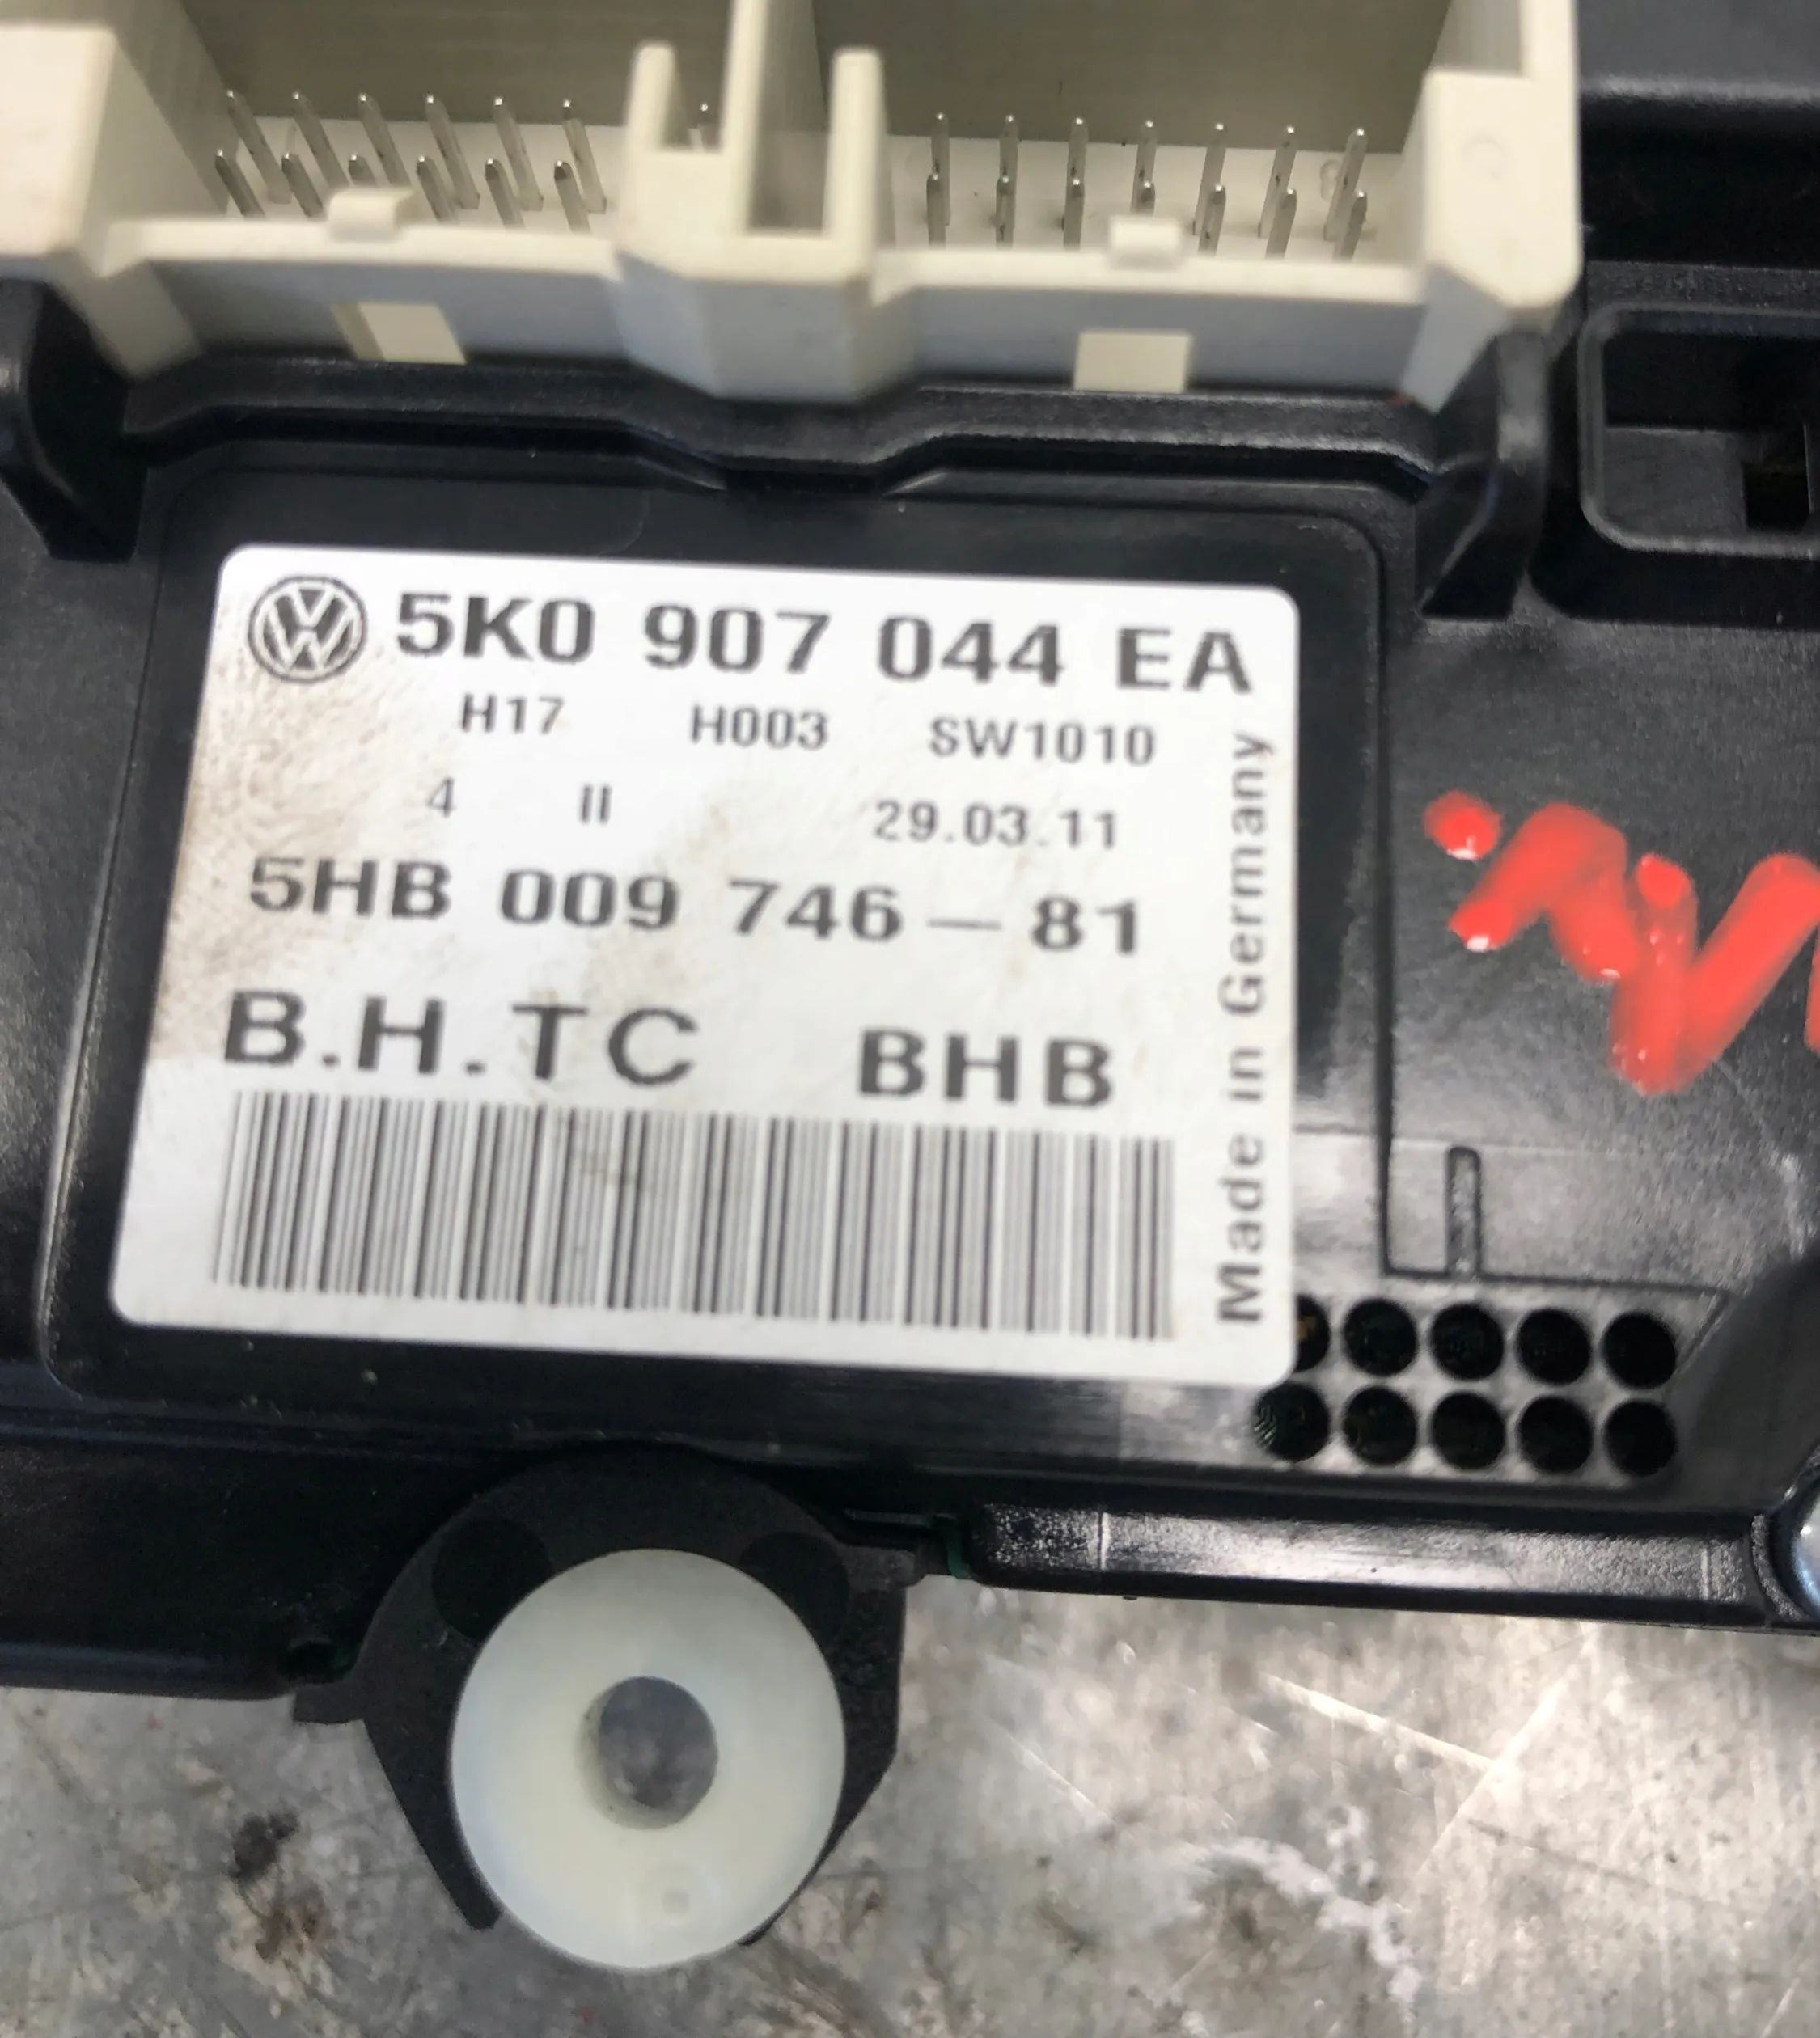 5K0 907 044 EA
H17 H003 SW1010
4 II 29.03.11
5HB 009 746-81
B.H.TC BHB
Made in Germany